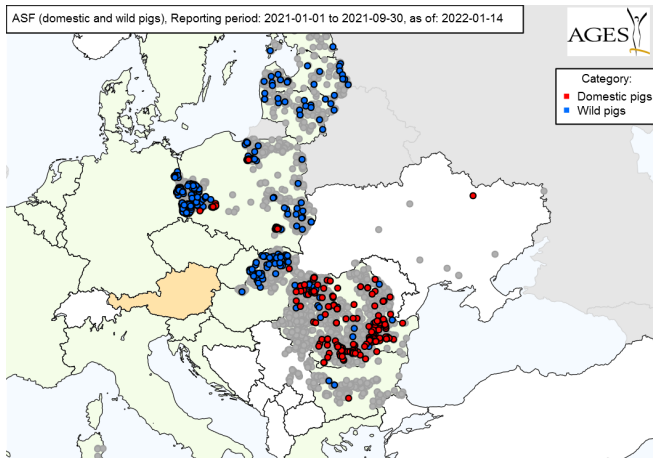 ASF (domestic and wild pigs), Reporting period: 2021-01-01 to 2021-09-30, as of: 2022-01-14
AGES
Category:
Domestic pigs
Wild pigs